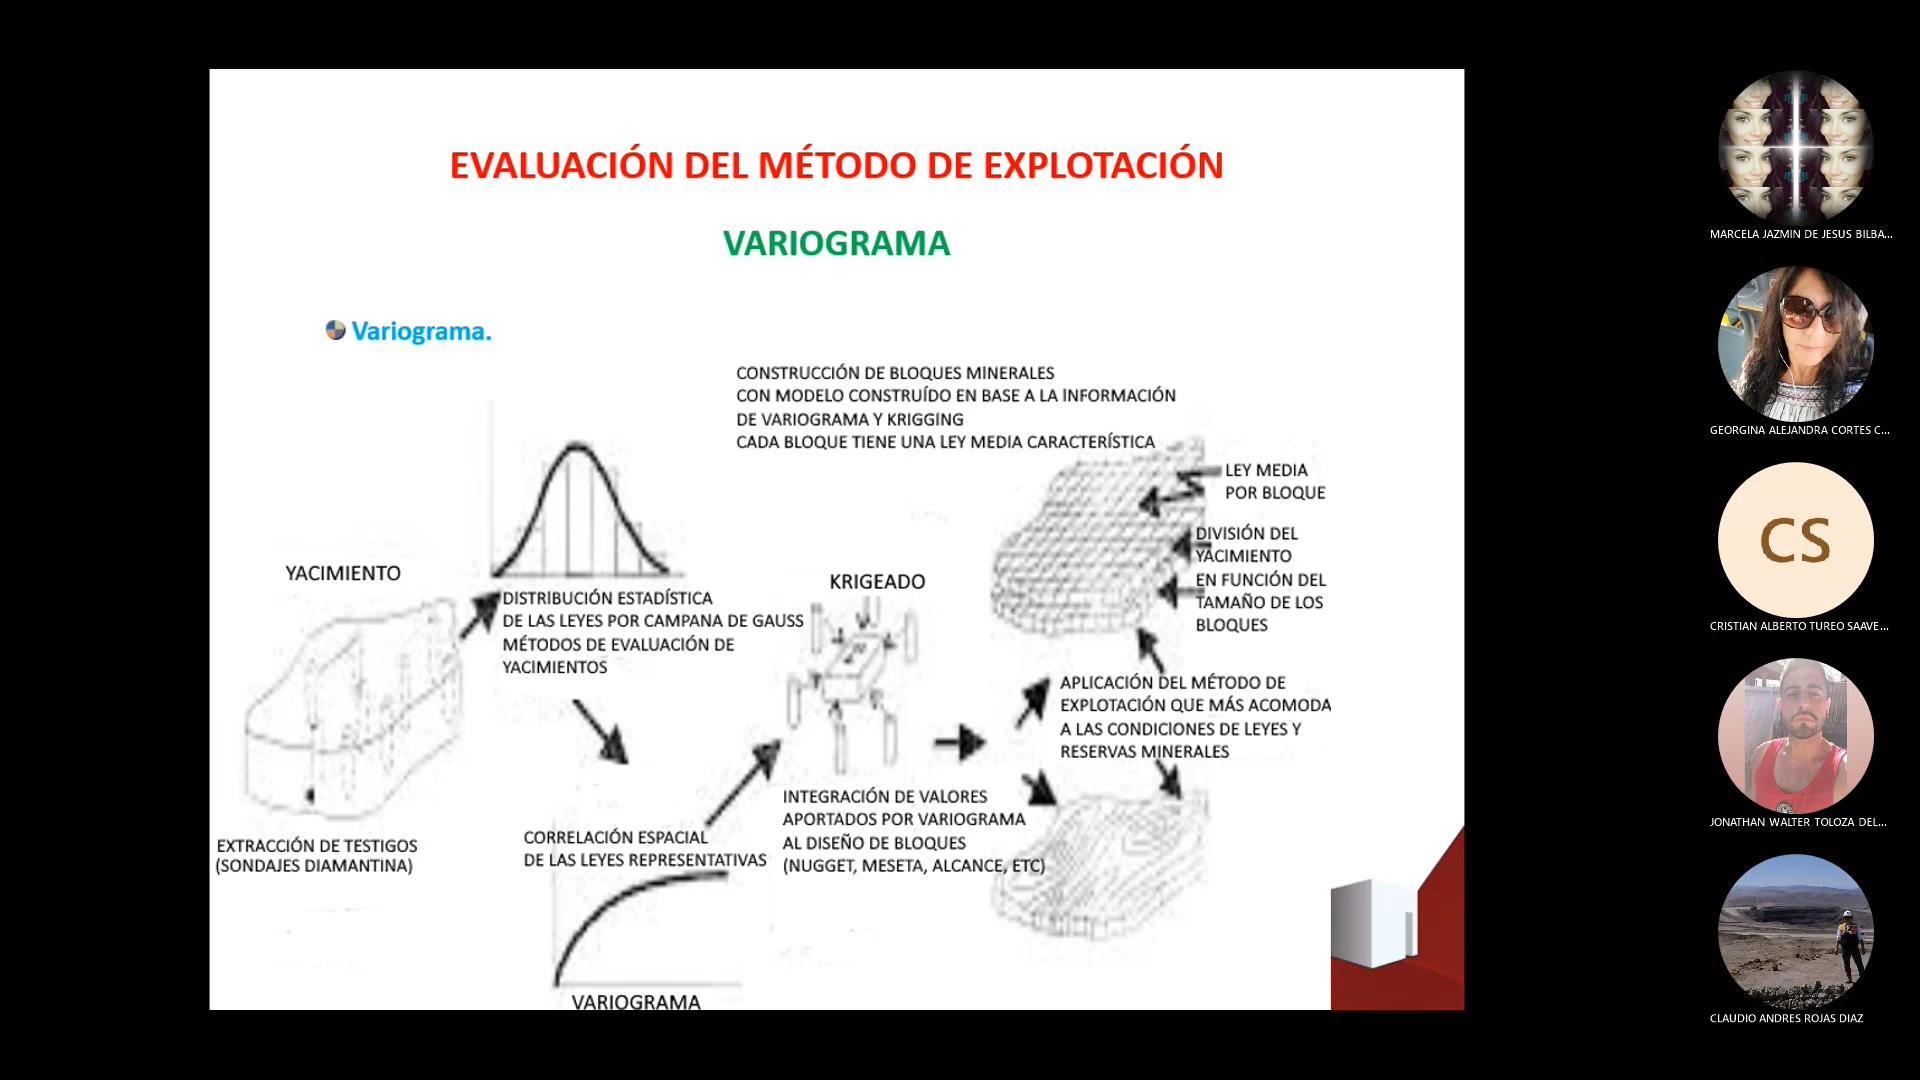 EVALUACIÓN DEL MÉTODO DE EXPLOTACIÓN
VARIOGRAMA
Variograma.
CONSTRUCCIÓN DE BLOQUES MINERALES
CON MODELO CONSTRUÍDO EN BASE A LA INFORMACIÓN
DE VARIOGRAMA Y KRIGGING
CADA BLOQUE TIENE UNA LEY MEDIA CARACTERÍSTICA
LEY MEDIA
POR BLOQUE
DIVISIÓN DEL
YACIMIENTO
EN FUNCIÓN DEL
TAMAÑO DE LOS
BLOQUES
YACIMIENTO
DISTRIBUCIÓN ESTADÍSTICA
DE LAS LEYES POR CAMPANA DE GAUSS
MÉTODOS DE EVALUACIÓN DE
YACIMIENTOS
KRIGEADO
APLICACIÓN DEL MÉTODO DE
EXPLOTACIÓN QUE MÁS ACOMODA
A LAS CONDICIONES DE LEYES Y
RESERVAS MINERALES
INTEGRACIÓN DE VALORES
APORTADOS POR VARIOGRAMA
AL DISEÑO DE BLOQUES
(NUGGET, MESETA, ALCANCE, ETC)
CORRELACIÓN ESPACIAL
DE LAS LEYES REPRESENTATIVAS
EXTRACCIÓN DE TESTIGOS
(SONDAJES DIAMANTINA)
VARIOGRAMA
MARCELA JAZMIN DE JESUS BILBA...
GEORGINA ALEJANDRA CORTES C...
CS
CRISTIAN ALBERTO TUREO SAAVE...
JONATHAN WALTER TOLOZA DEL...
CLAUDIO ANDRES ROJAS DIAZ